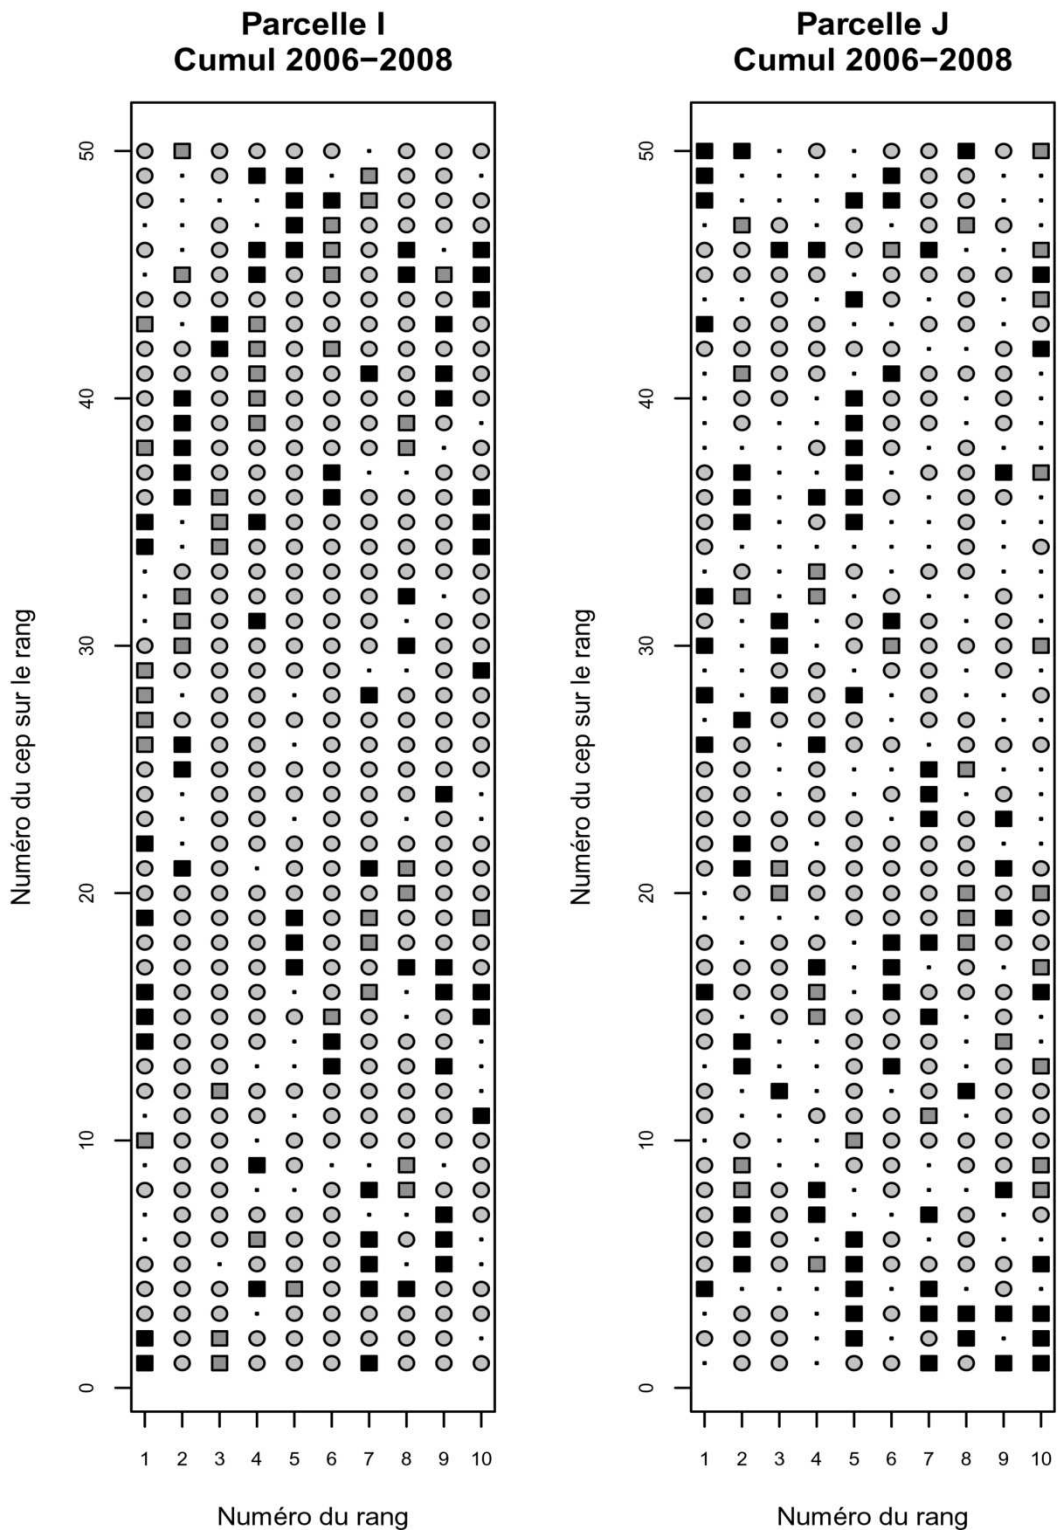 Parcelle I
Cumul 2006−2008
Numéro du cep sur le rang
50
40
30
20
10
0
1 2 3 4 5 6 7 8 9 10
Numéro du rang
Parcelle J
Cumul 2006−2008
Numéro du cep sur le rang
50
40
30
20
10
0
1 2 3 4 5 6 7 8 9 10
Numéro du rang